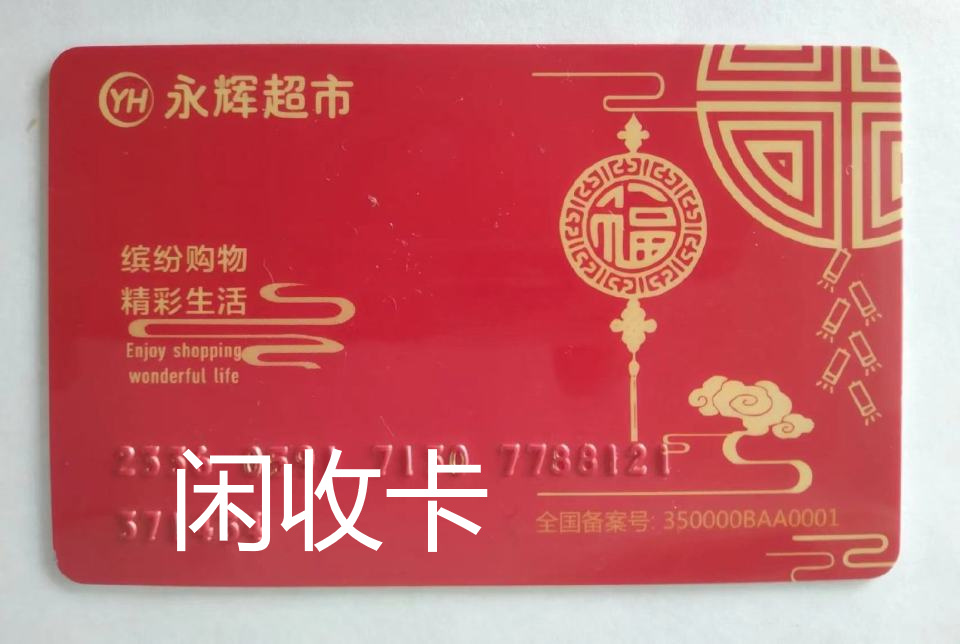 YH 永辉超市
福
缤纷购物
精彩生活
Enjoy shopping
wonderful life
7788121
闲收卡
全国备案号: 350000BAA0001